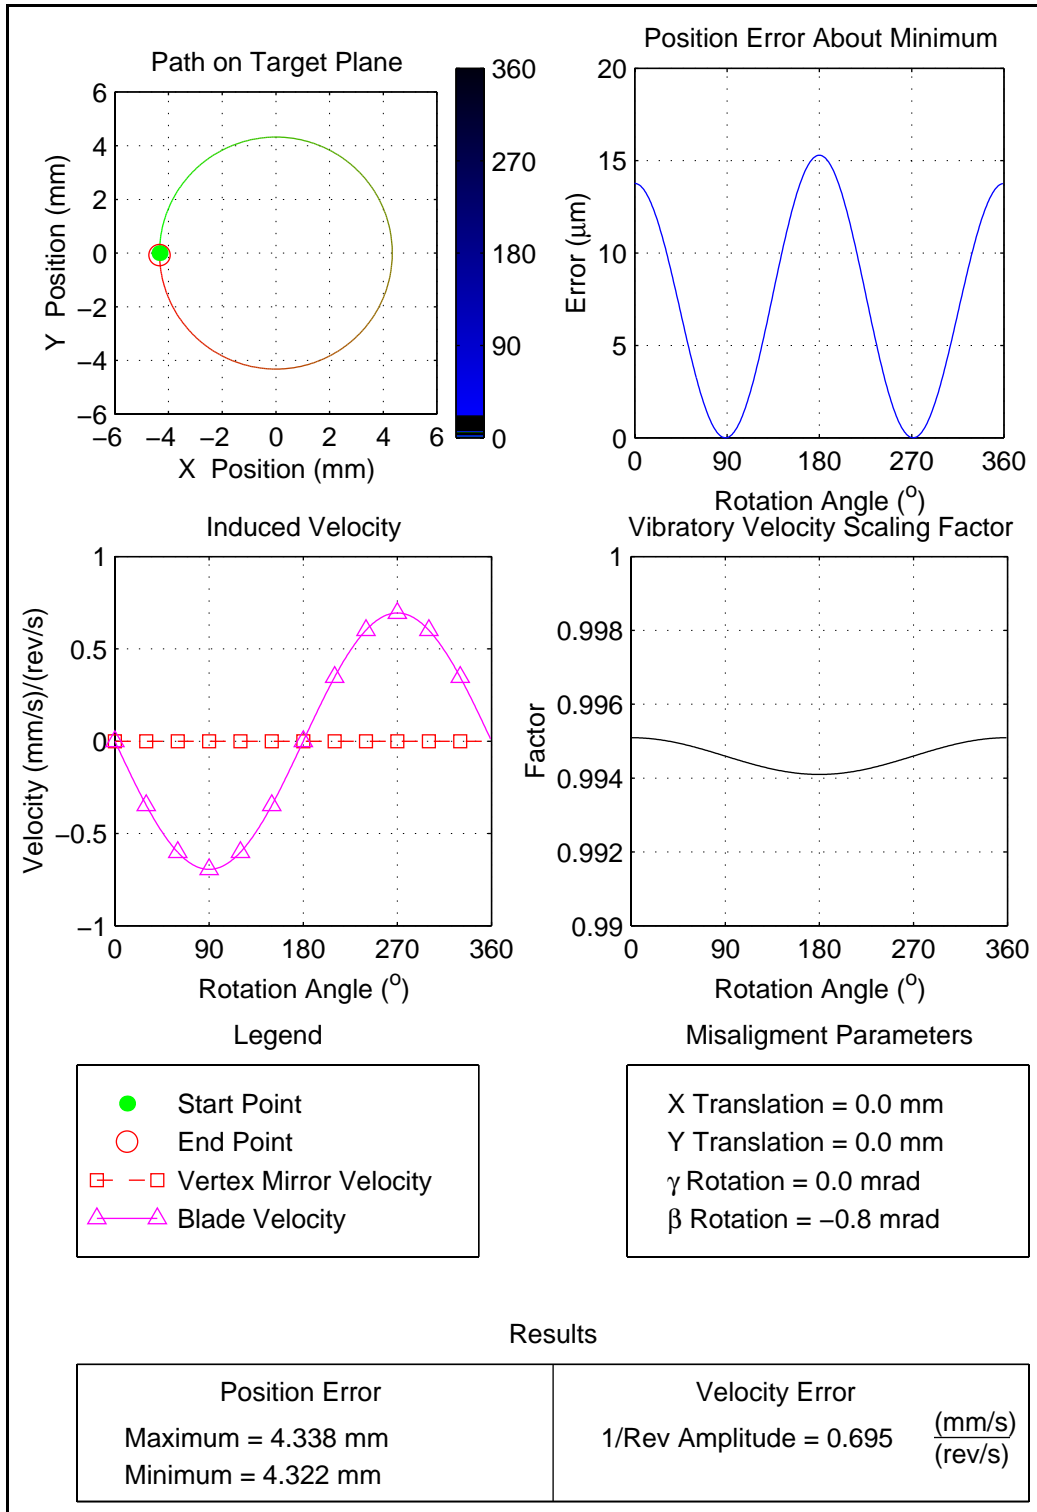 Path on Target Plane
6
4
2
0
−2
−4
−6
−6 −4 −2 0 2 4 6
X Position (mm)
Y Position (mm)
360
270
180
90
0
Position Error About Minimum
20
15
10
5
0
0 90 180 270 360
Rotation Angle (o)
Error (μm)
Induced Velocity
1
0.5
0
−0.5
−1
0 90 180 270 360
Rotation Angle (o)
Velocity (mm/s)/(rev/s)
Vibratory Velocity Scaling Factor
1
0.998
0.996
0.994
0.992
0.99
0 90 180 270 360
Rotation Angle (o)
Factor
Legend
Start Point
End Point
Vertex Mirror Velocity
Blade Velocity
Misaligment Parameters
X Translation = 0.0 mm
Y Translation = 0.0 mm
γ Rotation = 0.0 mrad
β Rotation = −0.8 mrad
Results
Position Error
Maximum = 4.338 mm
Minimum = 4.322 mm
Velocity Error
1/Rev Amplitude = 0.695 (mm/s)
(rev/s)